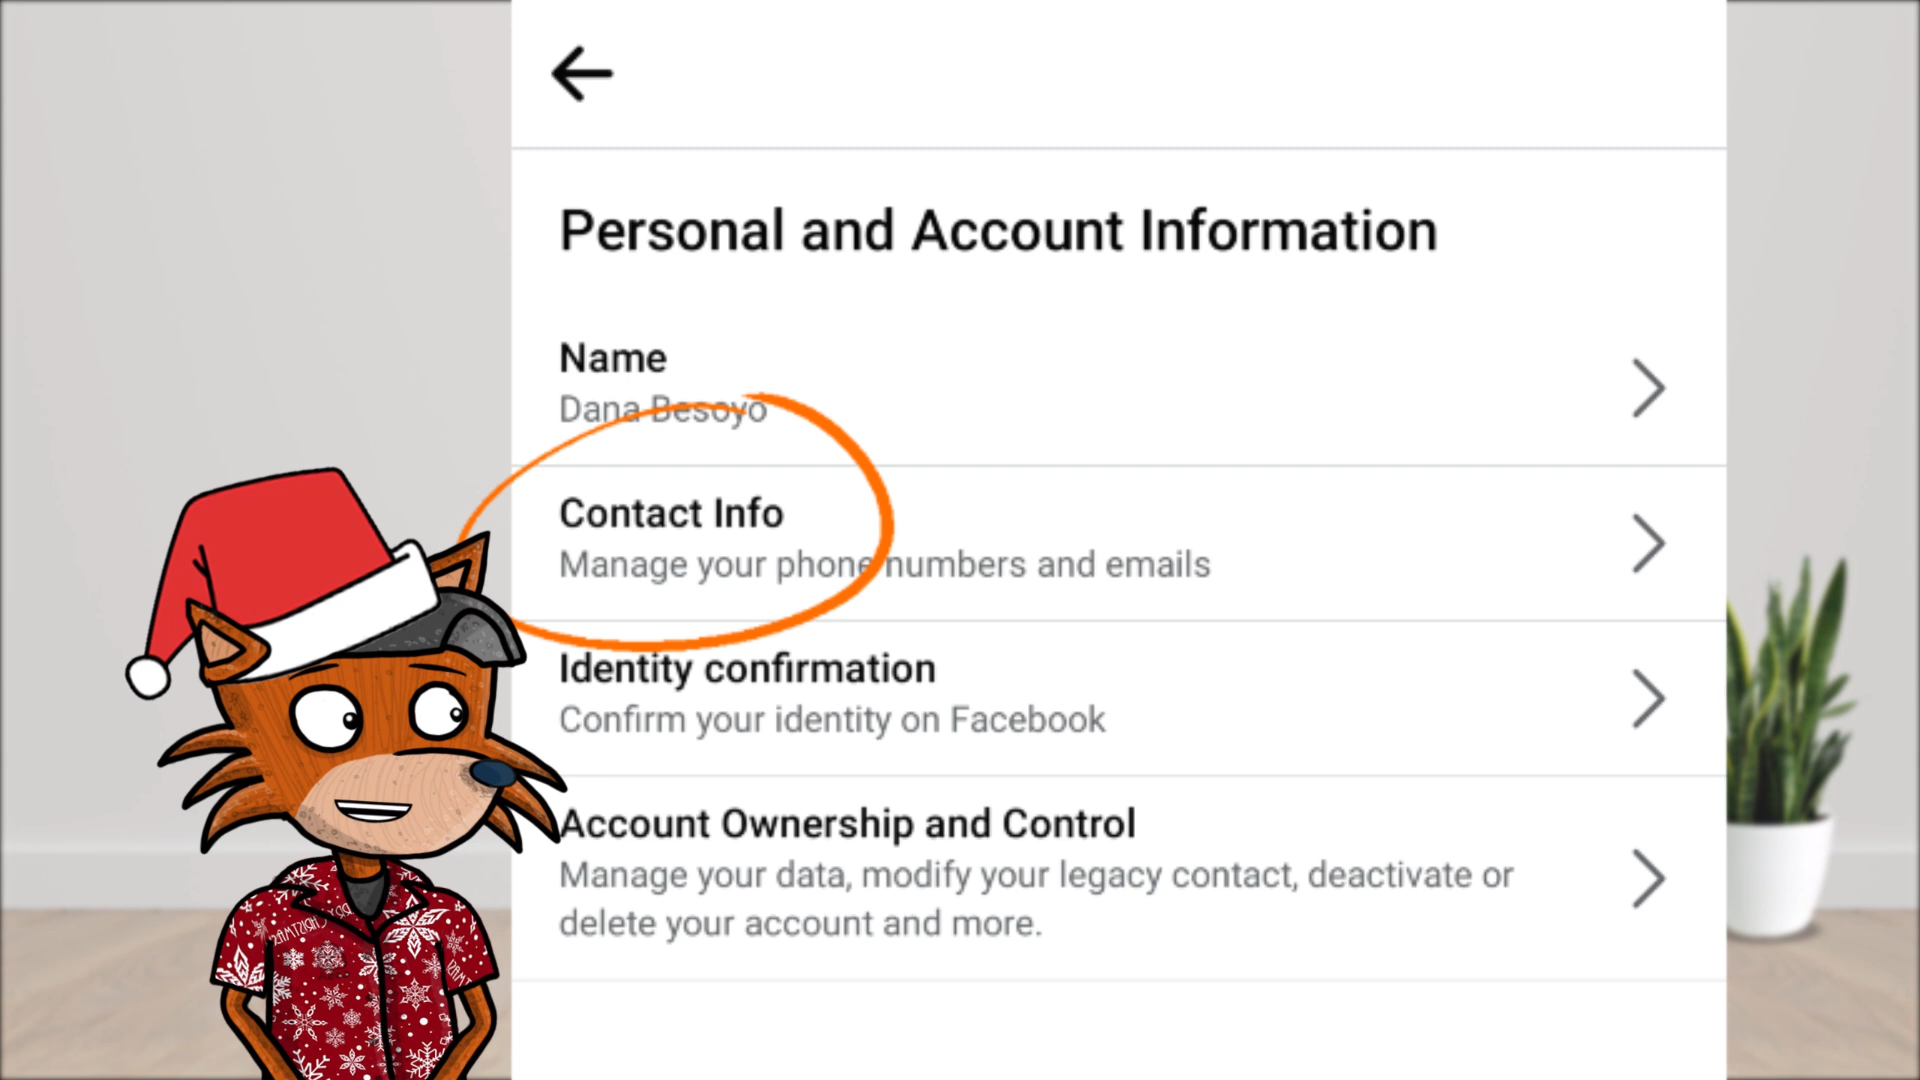 Personal and Account Information
Name
Dana Besoyo
Contact Info
Manage your phone numbers and emails
Identity confirmation
Confirm your identity on Facebook
Account Ownership and Control
Manage your data, modify your legacy contact, deactivate or
delete your account and more.